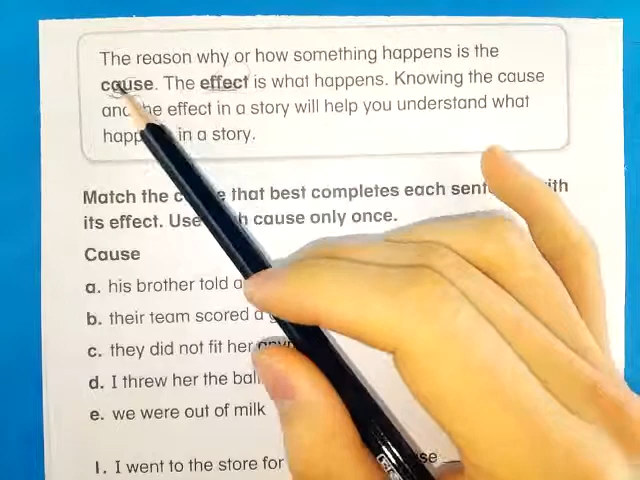 The reason why or how something happens is the
cause. The effect is what happens. Knowing the cause
and the effect in a story will help you understand what
in a story.
Match the that best completes each with
its effect. Use cause only once.
Cause
a. his brother told a
b. their team scored a
c. they did not fit her
d. I threw her the ball
e. we were out of milk
1. I went to the store for